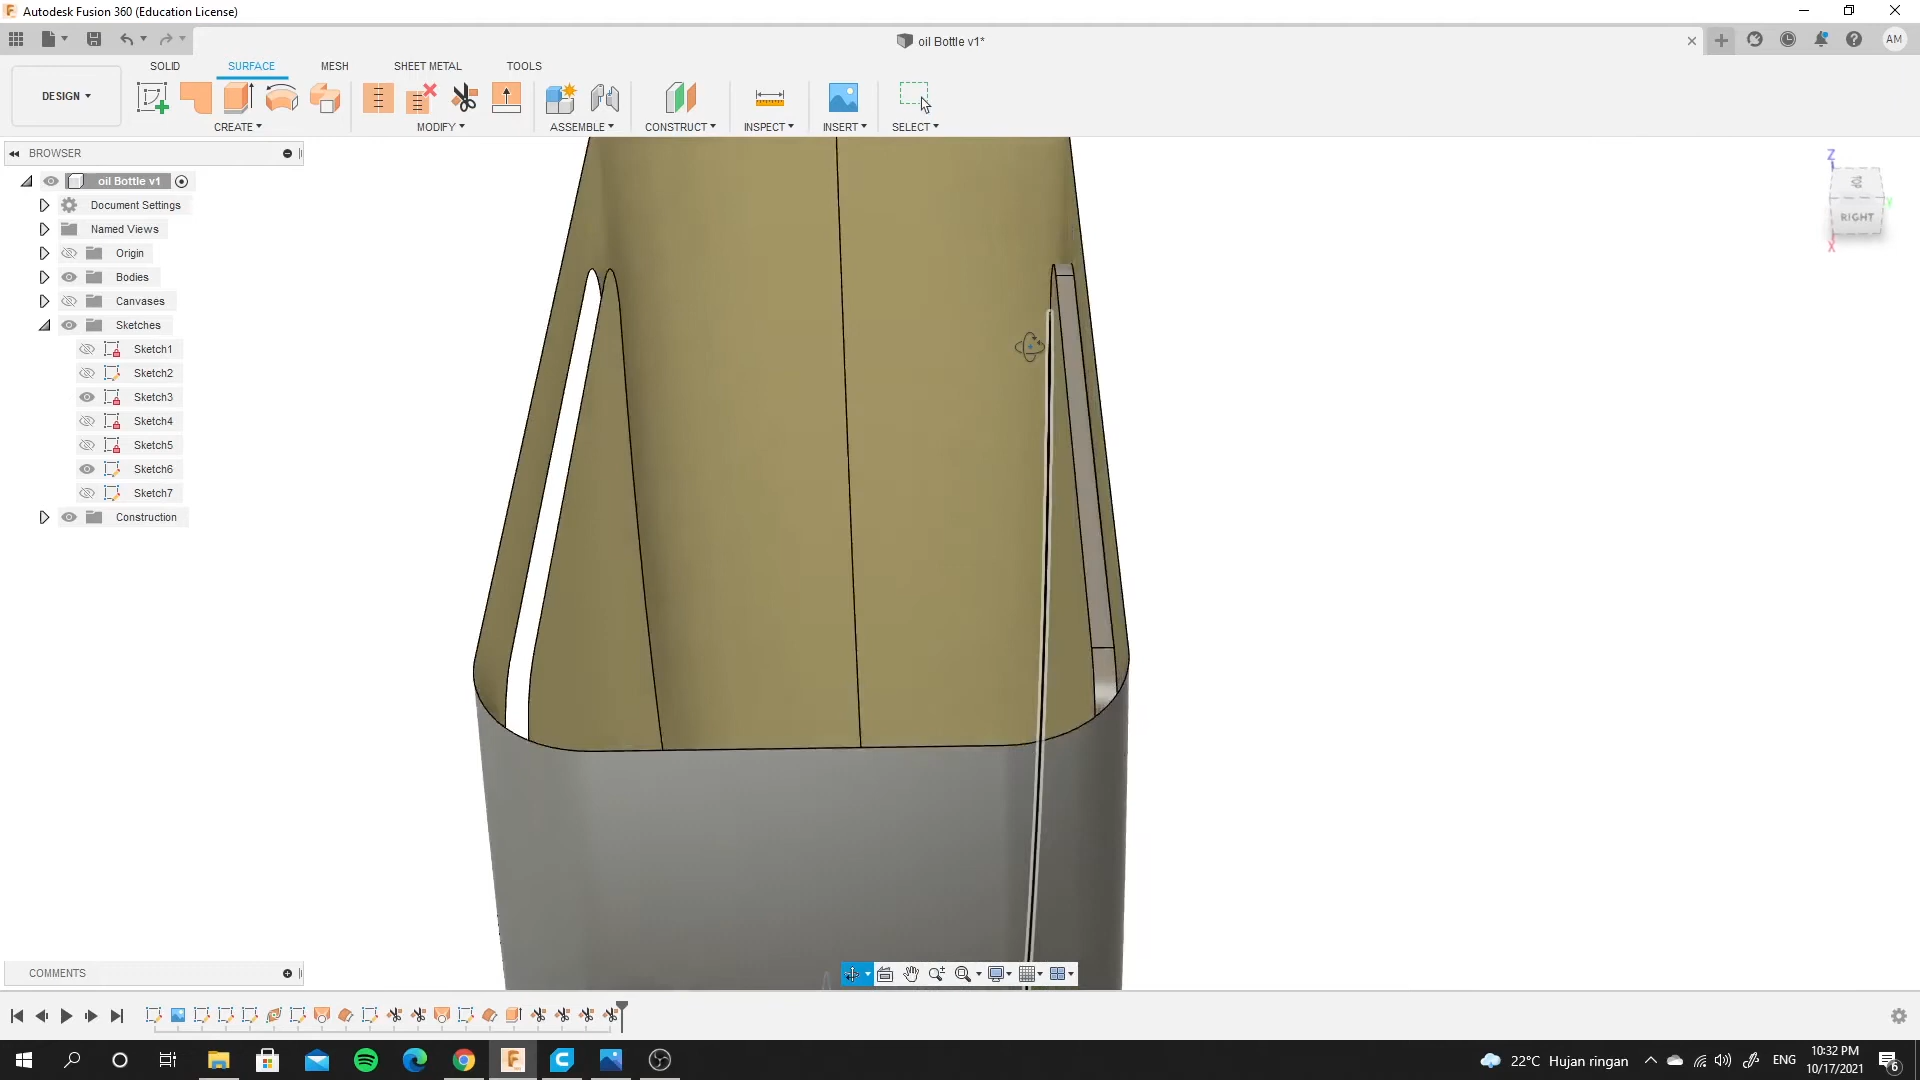 Autodesk Fusion 360 (Education License)
oil Bottle v1*
AM
DESIGN
SOLID
SURFACE
MESH
SHEET METAL
TOOLS
CREATE
MODIFY
ASSEMBLE
CONSTRUCT
INSPECT
INSERT
SELECT
BROWSER
oil Bottle v1
Document Settings
Named Views
Origin
Bodies
Canvases
Sketches
Sketch1
Sketch2
Sketch3
Sketch4
Sketch5
Sketch6
Sketch7
Construction
Z
TOP
Y
RIGHT
X
COMMENTS
22°C Hujan ringan
ENG
10:32 PM
10/17/2021
6